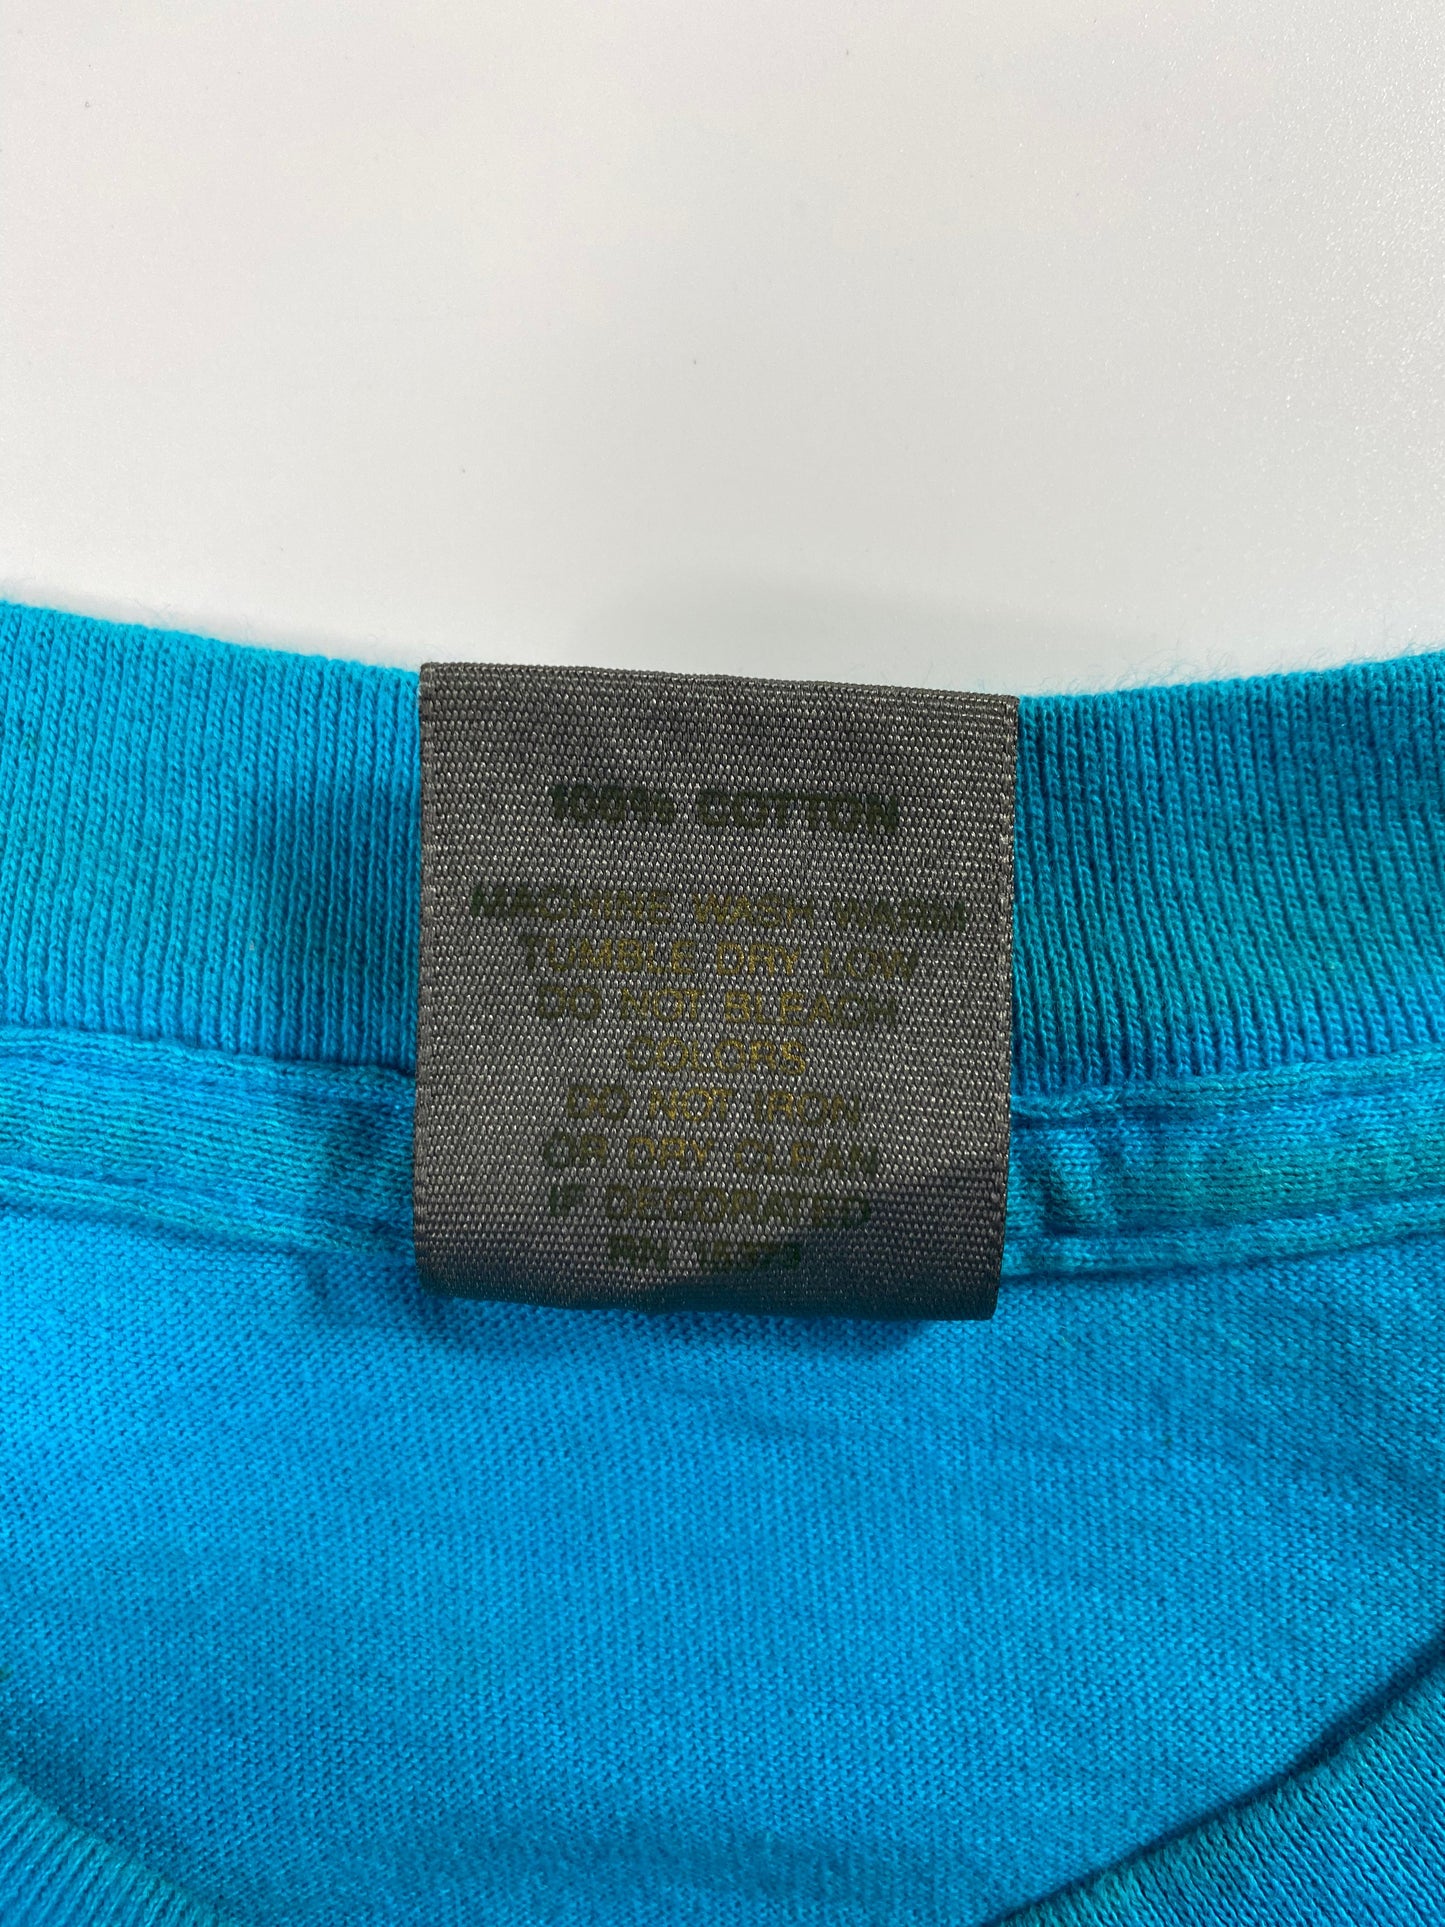 100% COTTON
MACHINE WASH WARM
TUMBLE DRY LOW
DO NOT BLEACH
COLORS
DO NOT IRON
OR DRY CLEAN
IF DECORATED